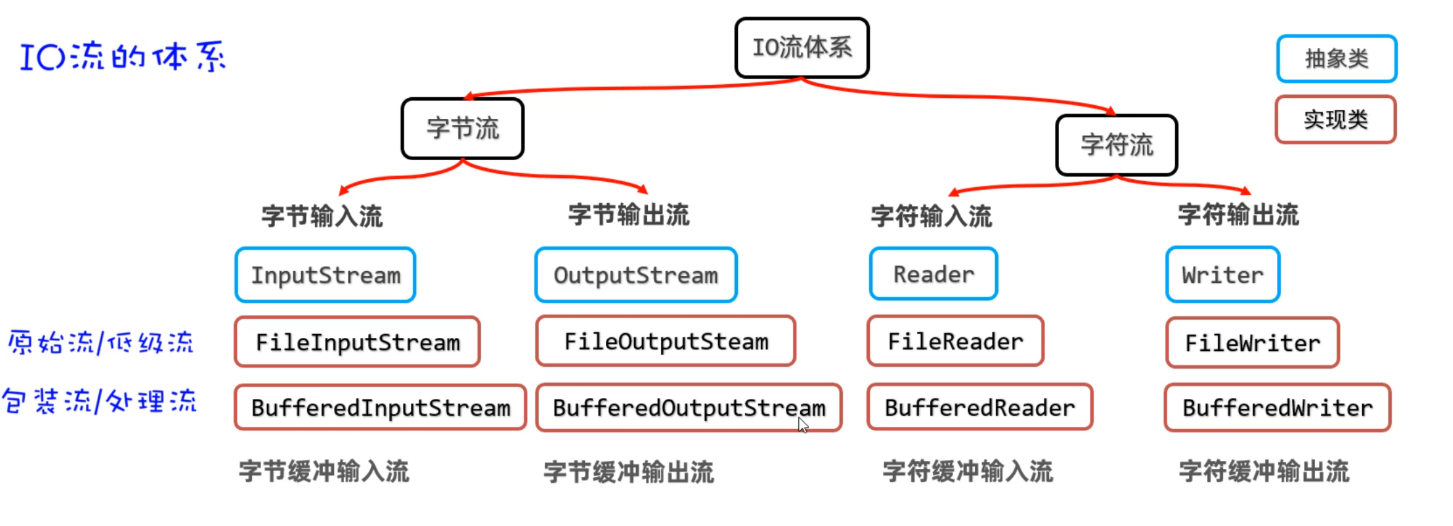 IO流的体系
IO流体系
抽象类
实现类
字节流
字符流
字节输入流
字节输出流
字符输入流
字符输出流
InputStream
OutputStream
Reader
Writer
原始流/低级流
FileInputStream
FileOutputSteam
FileReader
FileWriter
包装流/处理流
BufferedInputStream
BufferedOutputStream
BufferedReader
BufferedWriter
字节缓冲输入流
字节缓冲输出流
字符缓冲输入流
字符缓冲输出流